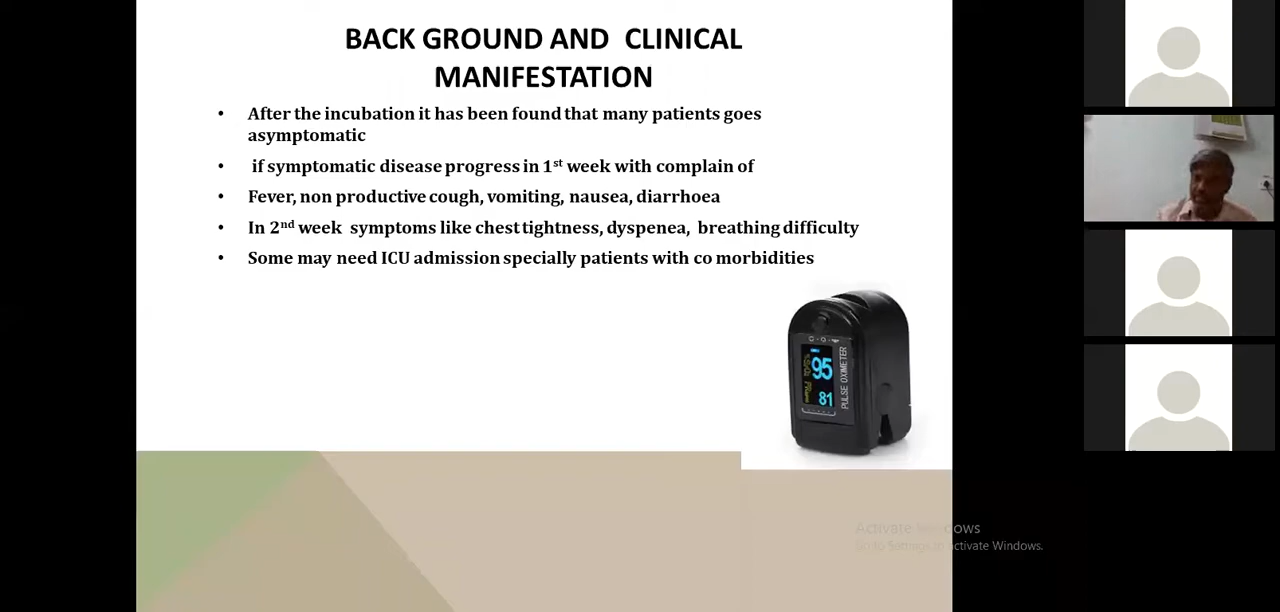 BACK GROUND AND CLINICAL
MANIFESTATION
• After the incubation it has been found that many patients goes
asymptomatic
• if symptomatic disease progress in 1st week with complain of
• Fever, non productive cough, vomiting, nausea, diarrhoea
• In 2nd week symptoms like chest tightness, dyspenea, breathing difficulty
• Some may need ICU admission specially patients with co morbidities
95
81
PULSE OXIMETER
Activate Windows
Go to Settings to activate Windows.